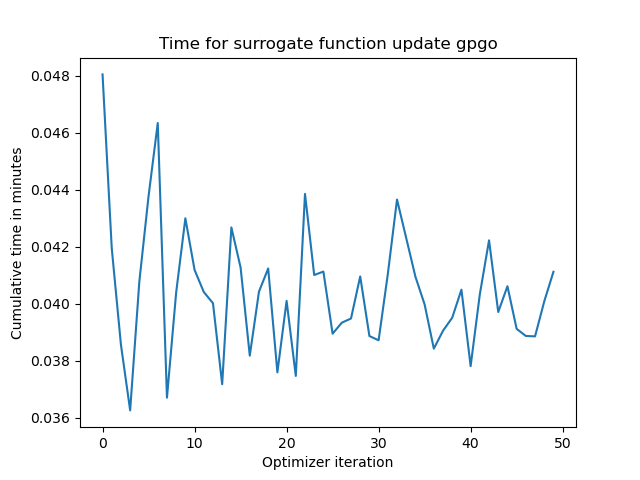 Time for surrogate function update gpgo
Cumulative time in minutes
0.048
0.046
0.044
0.042
0.040
0.038
0.036
0 10 20 30 40 50
Optimizer iteration